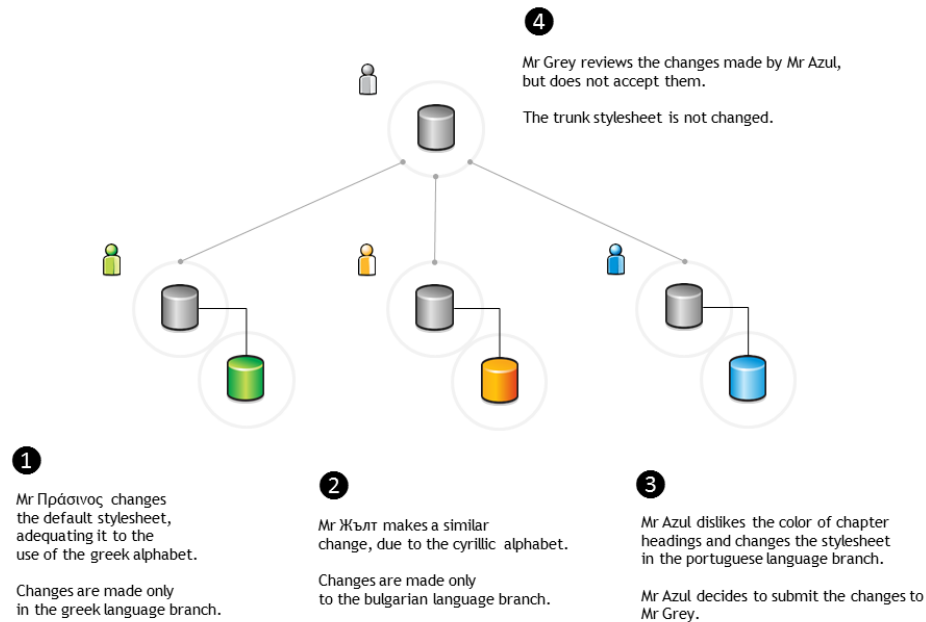 4
Mr Grey reviews the changes made by Mr Azul,
but does not accept them.
The trunk stylesheet is not changed.
1
Mr Πράσινος changes
the default stylesheet,
adequating it to the
use of the greek alphabet.
Changes are made only
in the greek language branch.
2
Mr Жълт makes a similar
change, due to the cyrillic alphabet.
Changes are made only
to the bulgarian language branch.
3
Mr Azul dislikes the color of chapter
headings and changes the stylesheet
in the portuguese language branch.
Mr Azul decides to submit the changes to
Mr Grey.